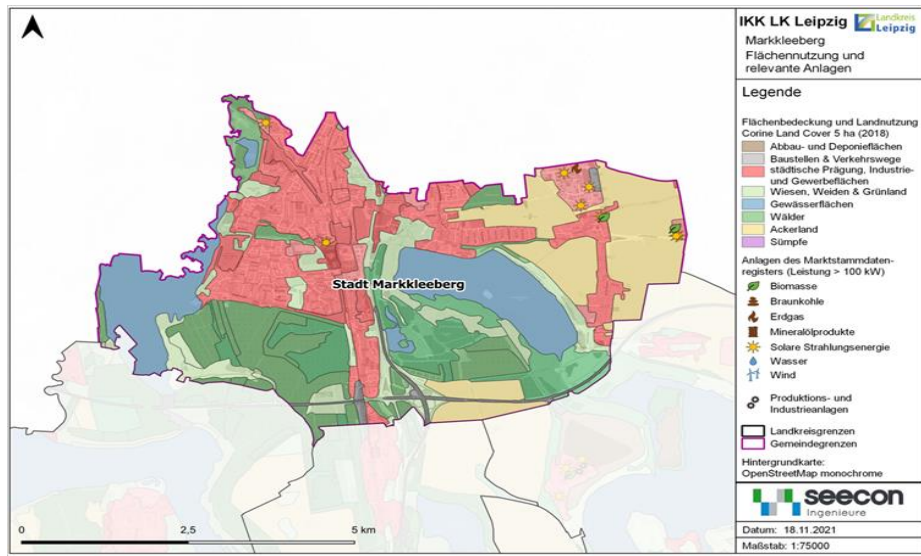 IKK LK Leipzig
Landkreis
Leipzig
Markkleeberg
Flächennutzung und
relevante Anlagen
Legende
Flächenbedeckung und Landnutzung
Corine Land Cover 5 ha (2018)
Abbau- und Deponieflächen
Baustellen & Verkehrswege
städtische Prägung, Industrie-
und Gewerbeflächen
Wiesen, Weiden & Grünland
Gewässerflächen
Wälder
Ackerland
Sümpfe
Anlagen des Marktstammdaten-
registers (Leistung > 100 kW)
Biomasse
Braunkohle
Erdgas
Mineralölprodukte
Solare Strahlungsenergie
Wasser
Wind
Produktions- und
Industrieanlagen
Landkreisgrenzen
Gemeindegrenzen
Hintergrundkarte:
OpenStreetMap monochrome
seecon
Ingenieure
Datum: 18.11.2021
Maßstab: 1:75000
Stadt Markkleeberg
0 2,5 5 km